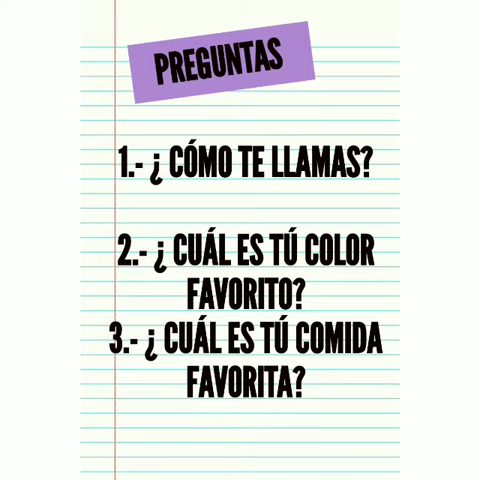 PREGUNTAS
1.- ¿ CÓMO TE LLAMAS?
2.- ¿ CUÁL ES TÚ COLOR
FAVORITO?
3.- ¿ CUÁL ES TÚ COMIDA
FAVORITA?